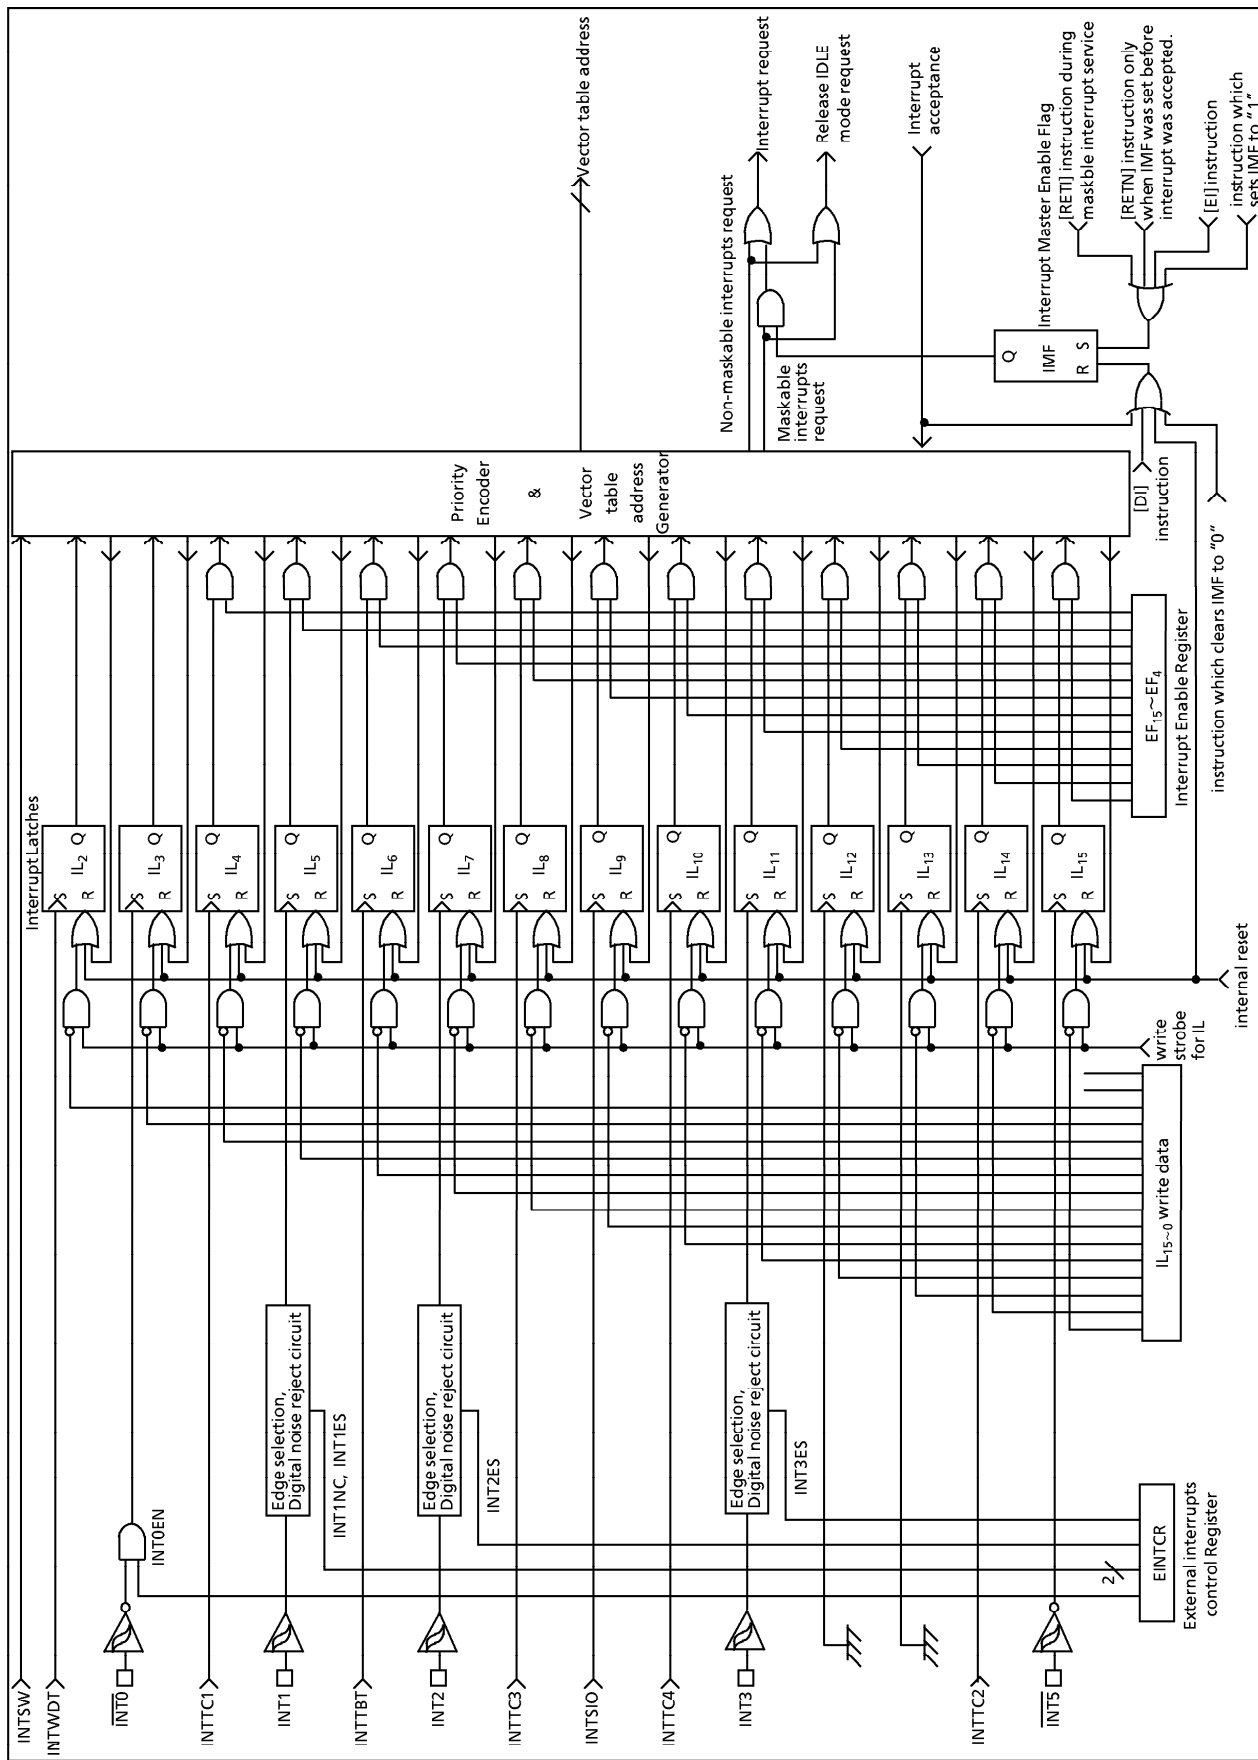 INTSW
INTWDT
INT0
INTTC1
INT1
INTTBT
INT2
INTTC3
INTSIO
INTTC4
INT3
INTTC2
INT5
INT0EN
Edge selection,
Digital noise reject circuit
INT1NC, INT1ES
Edge selection,
Digital noise reject circuit
INT2ES
Edge selection,
Digital noise reject circuit
INT3ES
2
EINTCR
External interrupts
control Register
IL15~0 write data
write
strobe
for IL
internal reset
Interrupt Latches
S
IL2
R
Q
S
IL3
R
Q
S
IL4
R
Q
S
IL5
R
Q
S
IL6
R
Q
S
IL7
R
Q
S
IL8
R
Q
S
IL9
R
Q
S
IL10
R
Q
S
IL11
R
Q
S
IL12
R
Q
S
IL13
R
Q
S
IL14
R
Q
S
IL15
R
Q
EF15~EF4
Interrupt Enable Register
instruction which clears IMF to "0"
Priority
Encoder
&
Vector
table
address
Generator
[DI]
instruction
Vector table address
Non-maskable interrupts request
Maskable
interrupts
request
Interrupt request
Release IDLE
mode request
Interrupt
acceptance
Q
IMF
R S
Interrupt Master Enable Flag
[RETI] instruction during
maskble interrupt service
[RETN] instruction only
when IMF was set before
interrupt was accepted.
[EI] instruction
instruction which
sets IMF to "1"